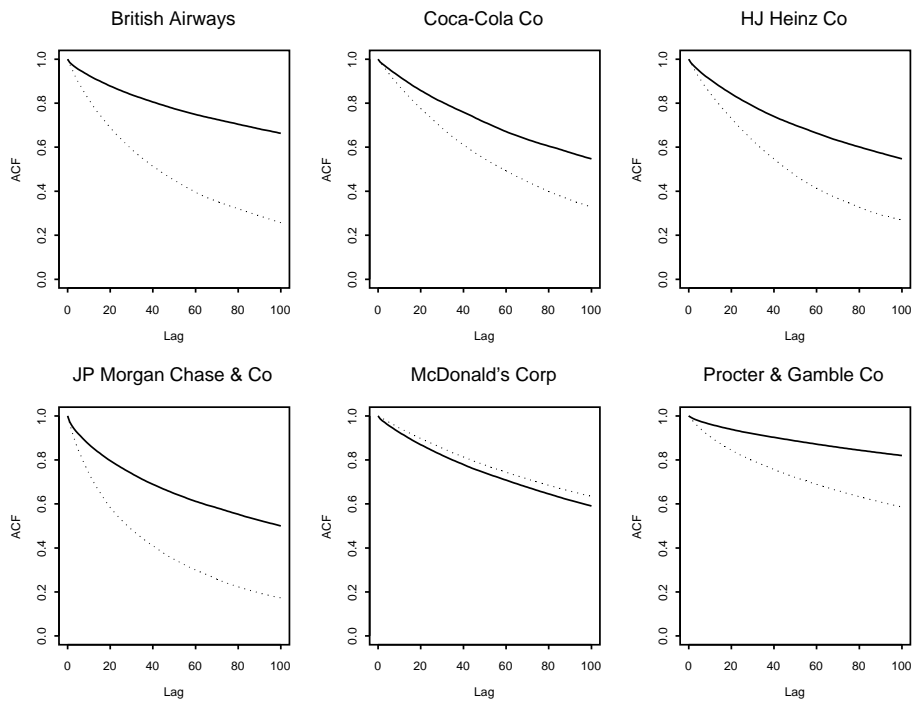 British Airways
Coca-Cola Co
HJ Heinz Co
ACF
0.0 0.2 0.4 0.6 0.8 1.0
0 20 40 60 80 100
Lag
ACF
0.0 0.2 0.4 0.6 0.8 1.0
0 20 40 60 80 100
Lag
ACF
0.0 0.2 0.4 0.6 0.8 1.0
0 20 40 60 80 100
Lag
JP Morgan Chase & Co
McDonald's Corp
Procter & Gamble Co
ACF
0.0 0.2 0.4 0.6 0.8 1.0
0 20 40 60 80 100
Lag
ACF
0.0 0.2 0.4 0.6 0.8 1.0
0 20 40 60 80 100
Lag
ACF
0.0 0.2 0.4 0.6 0.8 1.0
0 20 40 60 80 100
Lag